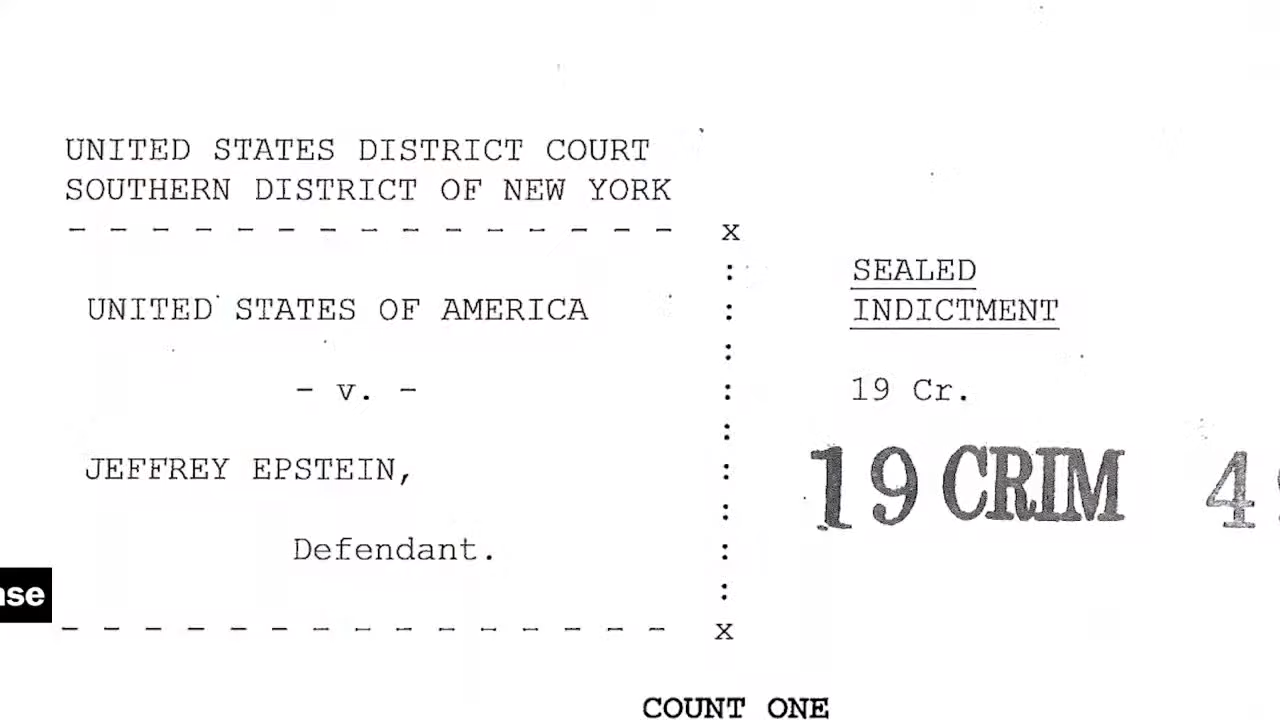 UNITED STATES DISTRICT COURT
SOUTHERN DISTRICT OF NEW YORK
- - - - - - - - - - - - - - - x
: SEALED
UNITED STATES OF AMERICA : INDICTMENT
:
- v. - : 19 Cr.
:
JEFFREY EPSTEIN, : 19 CRIM 4
:
Defendant. :
:
- - - - - - - - - - - - - - - x
COUNT ONE